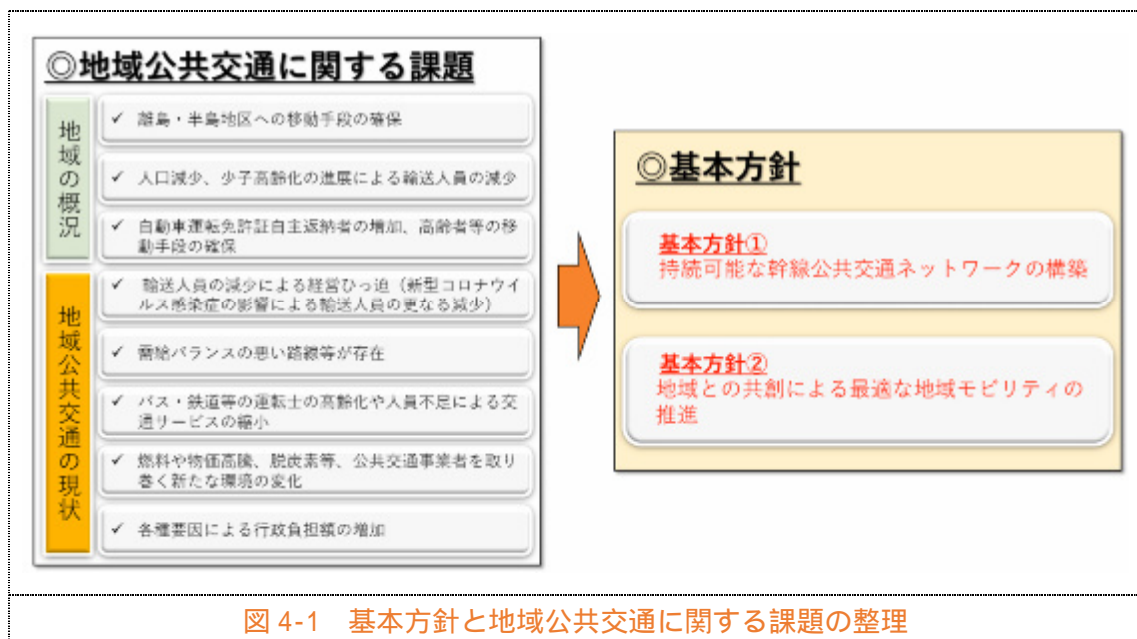 ◎地域公共交通に関する課題
地域の概況
✓ 離島・半島地区への移動手段の確保
✓ 人口減少、少子高齢化の進展による輸送人員の減少
✓ 自動車運転免許証自主返納者の増加、高齢者等の移
動手段の確保
地域公共交通の現状
✓ 輸送人員の減少による経営ひっ迫（新型コロナウイ
ルス感染症の影響による輸送人員の更なる減少）
✓ 需給バランスの悪い路線等が存在
✓ バス・鉄道等の運転士の高齢化や人員不足による交
通サービスの縮小
✓ 燃料や物価高騰、脱炭素等、公共交通事業者を取り
巻く新たな環境の変化
✓ 各種要因による行政負担額の増加
◎基本方針
基本方針①
持続可能な幹線公共交通ネットワークの構築
基本方針②
地域との共創による最適な地域モビリティの
推進
図 4-1 基本方針と地域公共交通に関する課題の整理